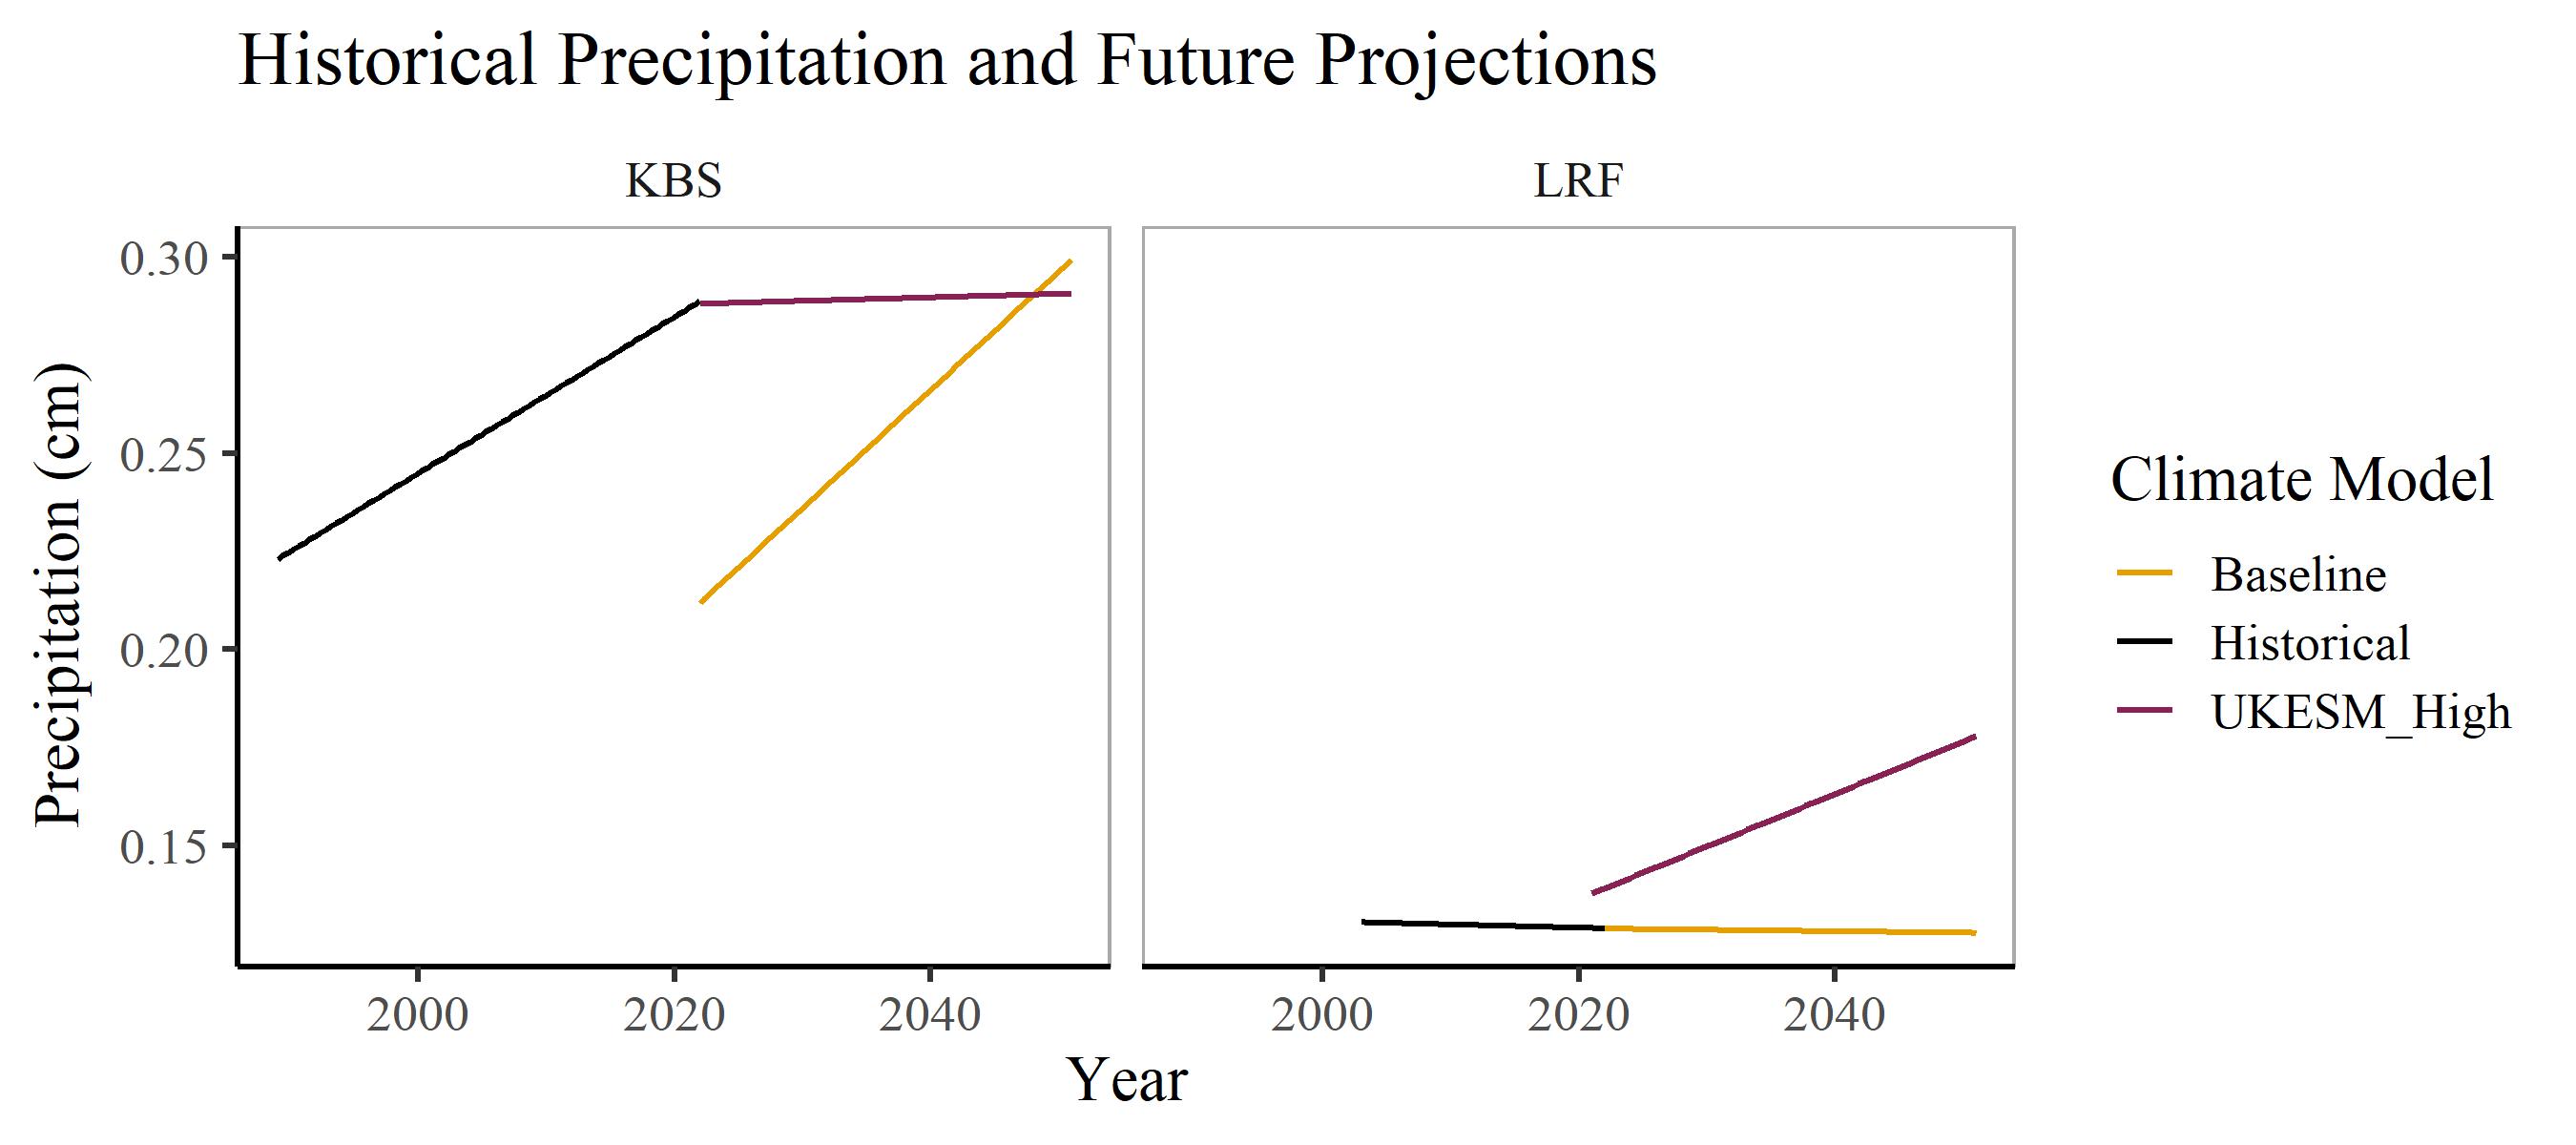 Historical Precipitation and Future Projections
KBS
LRF
Precipitation (cm)
0.30
0.25
0.20
0.15
2000 2020 2040
2000 2020 2040
Year
Climate Model
Baseline
Historical
UKESM_High